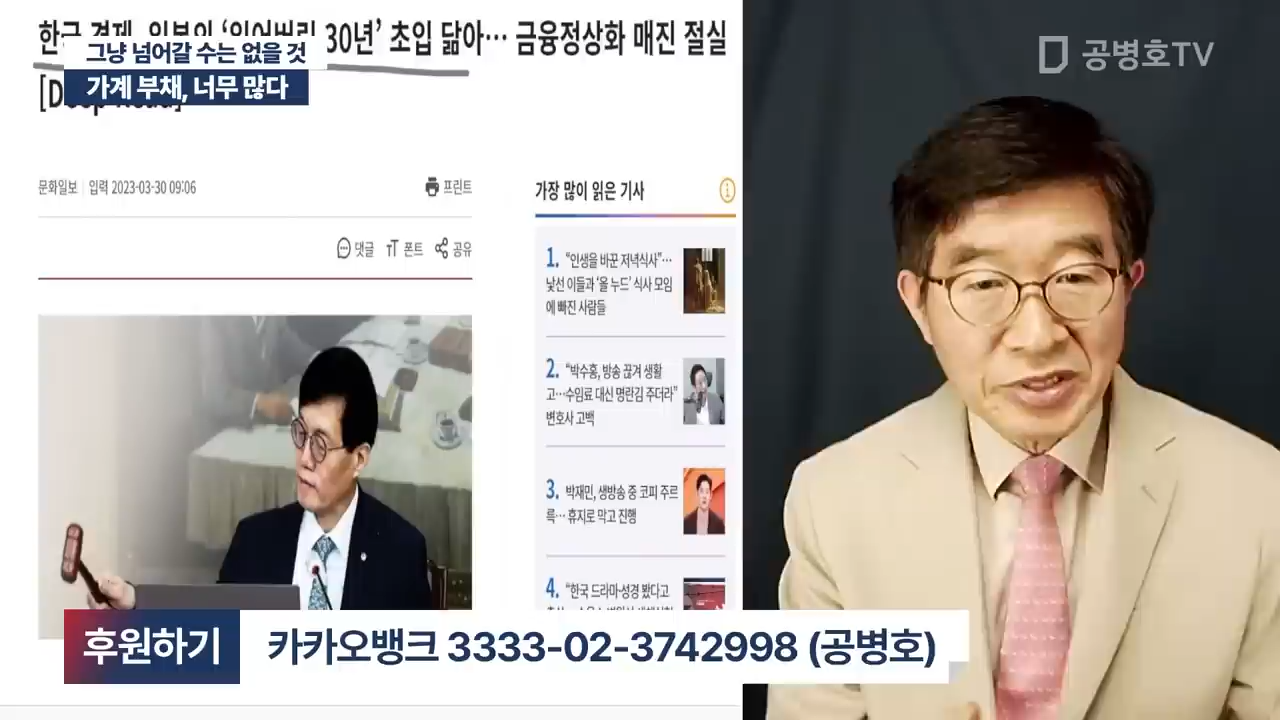 30년’ 초입 닮아… 금융정상화 매진 절실
그냥 넘어갈 수는 없을 것
가계 부채, 너무 많다
공병호TV
문화일보 입력 2023-03-30 09:06
프린트
댓글 폰트 공유
가장 많이 읽은 기사
1. “인생을 바꾼 저녁식사”…
낯선 이들과 ‘올 누드’ 식사 모임
에 빠진 사람들
2. “박수홍, 방송 끊겨 생활
고…수임료 대신 명란김 주더라”
변호사 고백
3. 박재민, 생방송 중 코피 주르
륵… 휴지로 막고 진행
4. “한국 드라마·성경 봤다고
후원하기
카카오뱅크 3333-02-3742998 (공병호)